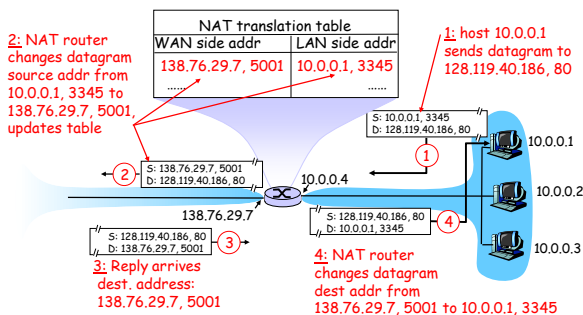 NAT translation table
WAN side addr LAN side addr
138.76.29.7, 5001 10.0.0.1, 3345
...... ......
2: NAT router
changes datagram
source addr from
10.0.0.1, 3345 to
138.76.29.7, 5001,
updates table
1: host 10.0.0.1
sends datagram to
128.119.40.186, 80
S: 10.0.0.1, 3345
D: 128.119.40.186, 80
1
10.0.0.1
S: 138.76.29.7, 5001
D: 128.119.40.186, 80
2
10.0.0.4
10.0.0.2
138.76.29.7
S: 128.119.40.186, 80
D: 10.0.0.1, 3345
4
S: 128.119.40.186, 80
D: 138.76.29.7, 5001
3
10.0.0.3
3: Reply arrives
dest. address:
138.76.29.7, 5001
4: NAT router
changes datagram
dest addr from
138.76.29.7, 5001 to 10.0.0.1, 3345